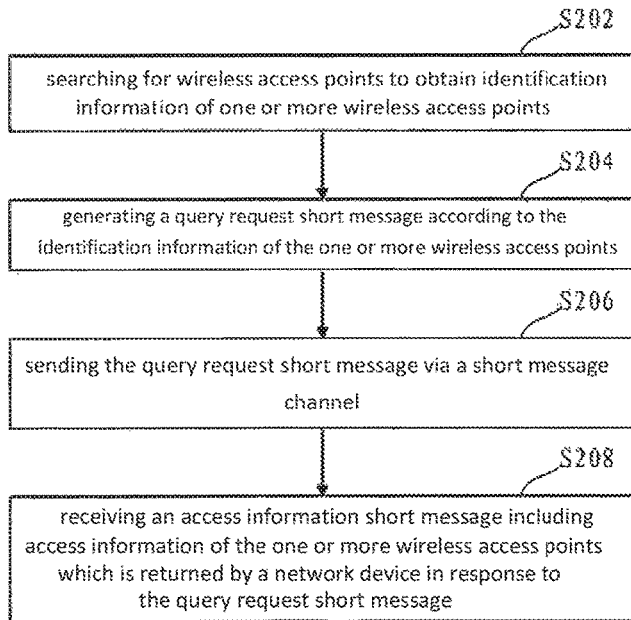 S202
searching for wireless access points to obtain identification
information of one or more wireless access points
S204
generating a query request short message according to the
identification information of the one or more wireless access points
S206
sending the query request short message via a short message
channel
S208
receiving an access information short message including
access information of the one or more wireless access points
which is returned by a network device in response to
the query request short message